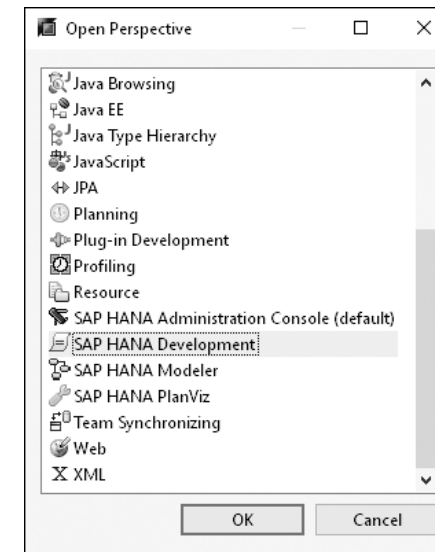 Open Perspective
Java Browsing
Java EE
Java Type Hierarchy
JavaScript
JPA
Planning
Plug-in Development
Profiling
Resource
SAP HANA Administration Console (default)
SAP HANA Development
SAP HANA Modeler
SAP HANA PlanViz
Team Synchronizing
Web
X XML
OK
Cancel